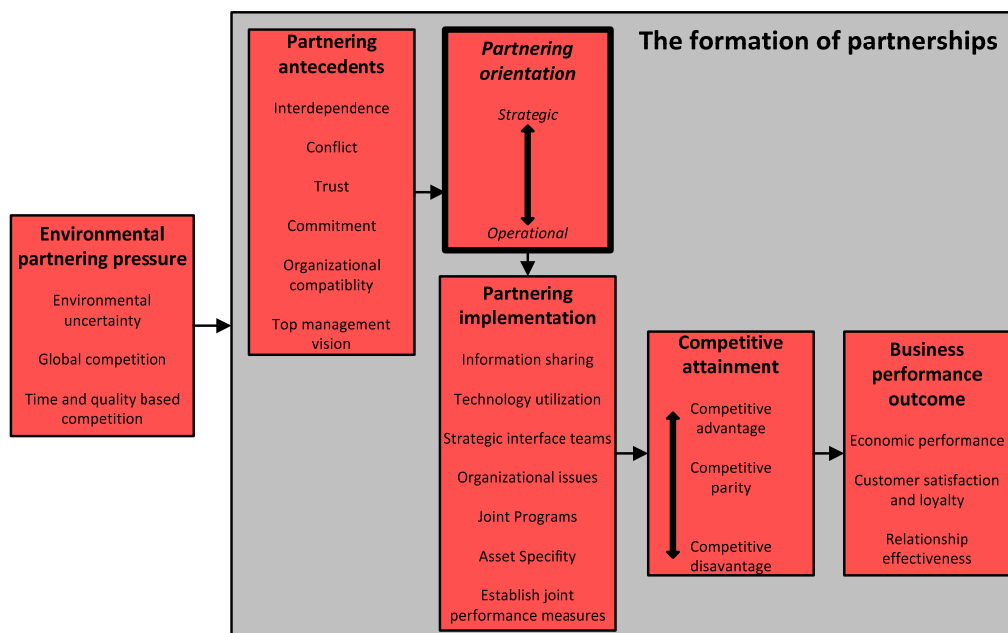 The formation of partnerships
Environmental
partnering pressure
Environmental
uncertainty
Global competition
Time and quality based
competition
Partnering
antecedents
Interdependence
Conflict
Trust
Commitment
Organizational
compatiblity
Top management
vision
Partnering
orientation
Strategic
Operational
Partnering
implementation
Information sharing
Technology utilization
Strategic interface teams
Organizational issues
Joint Programs
Asset Specifity
Establish joint
performance measures
Competitive
attainment
Competitive
advantage
Competitive
parity
Competitive
disavantage
Business
performance
outcome
Economic performance
Customer satisfaction
and loyalty
Relationship
effectiveness